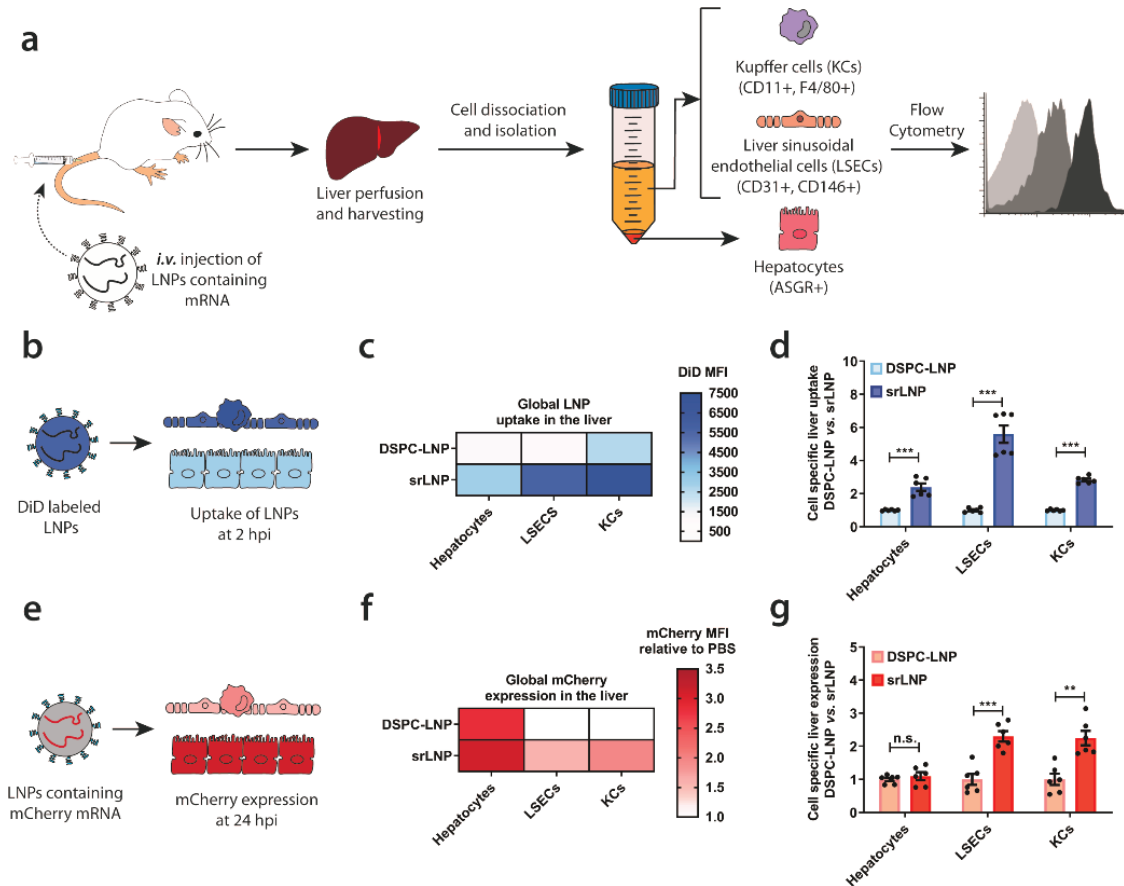 a
i.v. injection of
LNPs containing
mRNA
Liver perfusion
and harvesting
Cell dissociation
and isolation
Kupffer cells (KCs)
(CD11+, F4/80+)
Liver sinusoidal
endothelial cells (LSECs)
(CD31+, CD146+)
Hepatocytes
(ASGR+)
Flow
Cytometry
b
DiD labeled
LNPs
Uptake of LNPs
at 2 hpi
c
Global LNP
uptake in the liver
DSPC-LNP
srLNP
Hepatocytes
LSECS
KCs
DiD MFI
7500
6500
5500
4500
3500
2500
1500
500
d
Cell specific liver uptake
DSPC-LNP vs. srLNP
10
8
6
4
2
0
DSPC-LNP
srLNP
***
***
***
Hepatocytes
LSECs
KCs
e
LNPs containing
mCherry mRNA
mCherry expression
at 24 hpi
f
Global mCherry
expression in the liver
DSPC-LNP
srLNP
Hepatocytes
LSECs
KCs
mCherry MFI
relative to PBS
3.5
3.0
2.5
2.0
1.5
1.0
g
Cell specific liver expression
DSPC-LNP vs. srLNP
5
4
3
2
1
0
DSPC-LNP
srLNP
n.s.
***
**
Hepatocytes
LSECs
KCs